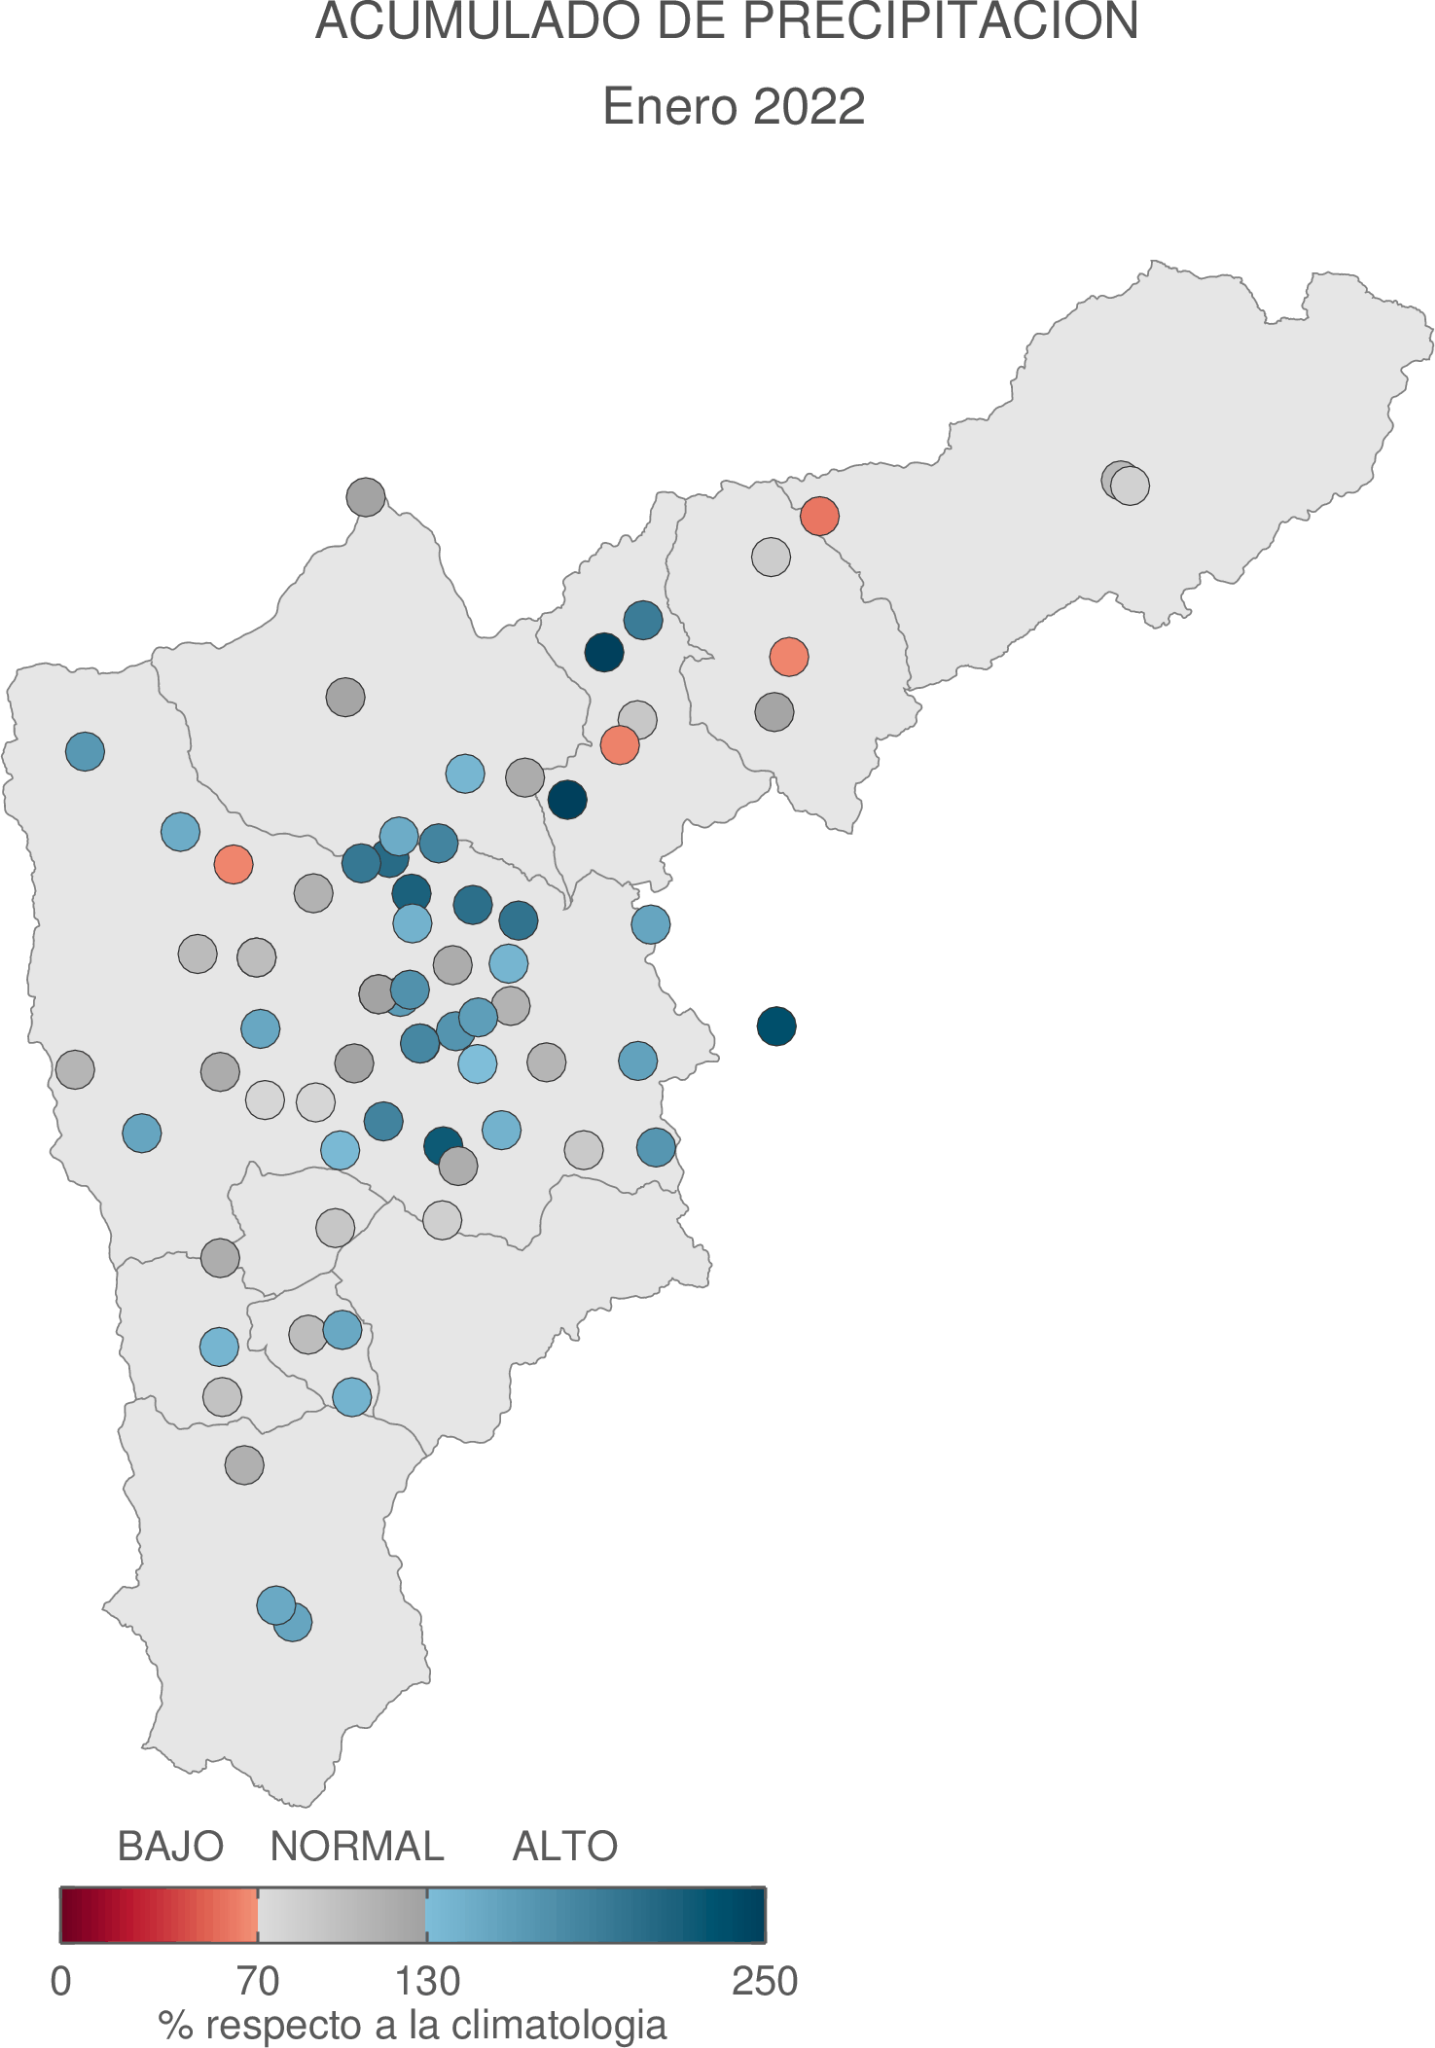 ACUMULADO DE PRECIPITACION
Enero 2022
BAJO NORMAL ALTO
0 70 130 250
% respecto a la climatologia